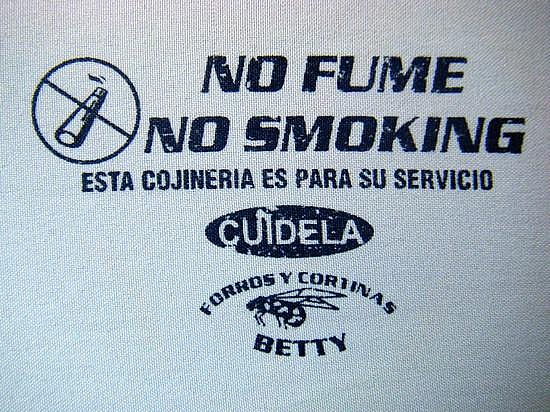 NO FUME
NO SMOKING
ESTA COJINERIA ES PARA SU SERVICIO
CUIDELA
FORROS Y CORTINAS
BETTY